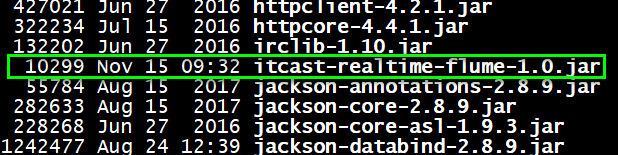 427021 Jun 27 2016 httpclient-4.2.1.jar
322234 Jul 15 2016 httpcore-4.4.1.jar
132202 Jun 27 2016 irclib-1.10.jar
10299 Nov 15 09:32 itcast-realtime-flume-1.0.jar
55784 Aug 15 2017 jackson-annotations-2.8.9.jar
282633 Aug 15 2017 jackson-core-2.8.9.jar
228268 Jun 27 2016 jackson-core-asl-1.9.3.jar
1242477 Aug 24 12:39 jackson-databind-2.8.9.jar